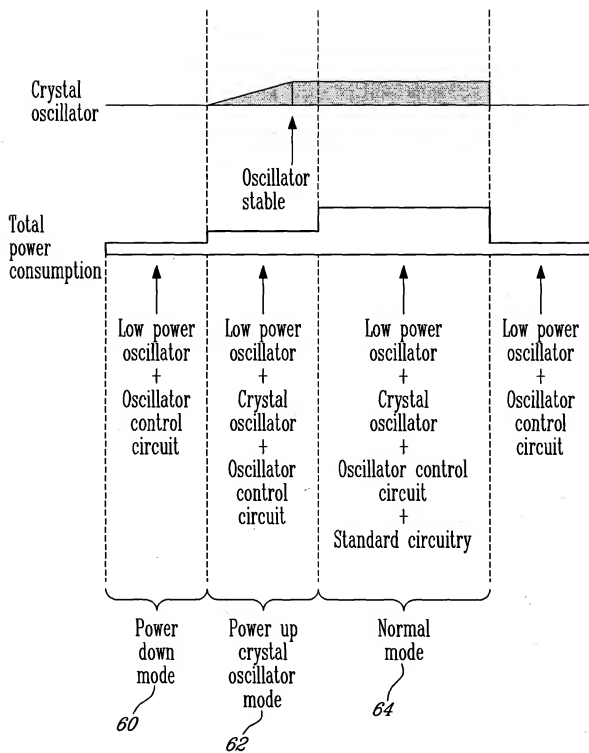 Crystal
oscillator
Oscillator
stable
Total
power
consumption
Low power
oscillator
+
Oscillator
control
circuit
Low power
oscillator
+
Crystal
oscillator
+
Oscillator
control
circuit
Low power
oscillator
+
Crystal
oscillator
+
Oscillator control
circuit
+
Standard circuitry
Low power
oscillator
+
Oscillator
control
circuit
Power
down
mode
60
Power up
crystal
oscillator
mode
62
Normal
mode
64